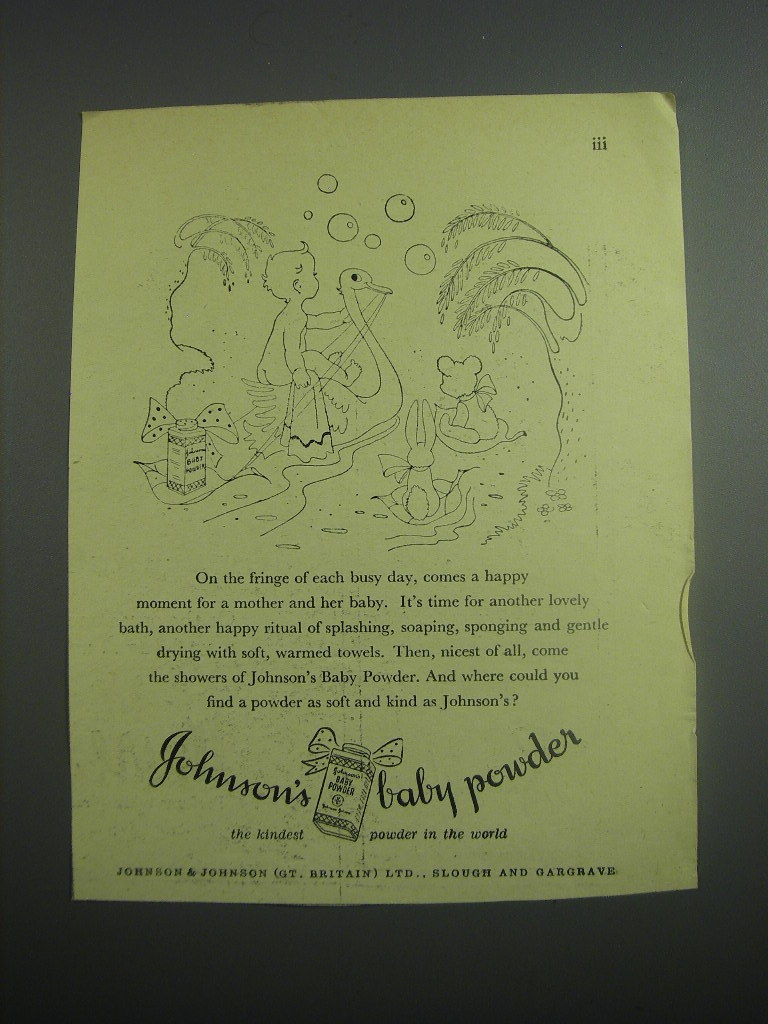 iii
Johnson's
BABY
POWDER
On the fringe of each busy day, comes a happy
moment for a mother and her baby. It's time for another lovely
bath, another happy ritual of splashing, soaping, sponging and gentle
drying with soft, warmed towels. Then, nicest of all, come
the showers of Johnson's Baby Powder. And where could you
find a powder as soft and kind as Johnson's?
Johnson's baby powder
Johnson's
BABY
POWDER
the kindest powder in the world
JOHNSON & JOHNSON (GT. BRITAIN) LTD., SLOUGH AND GARGRAVE